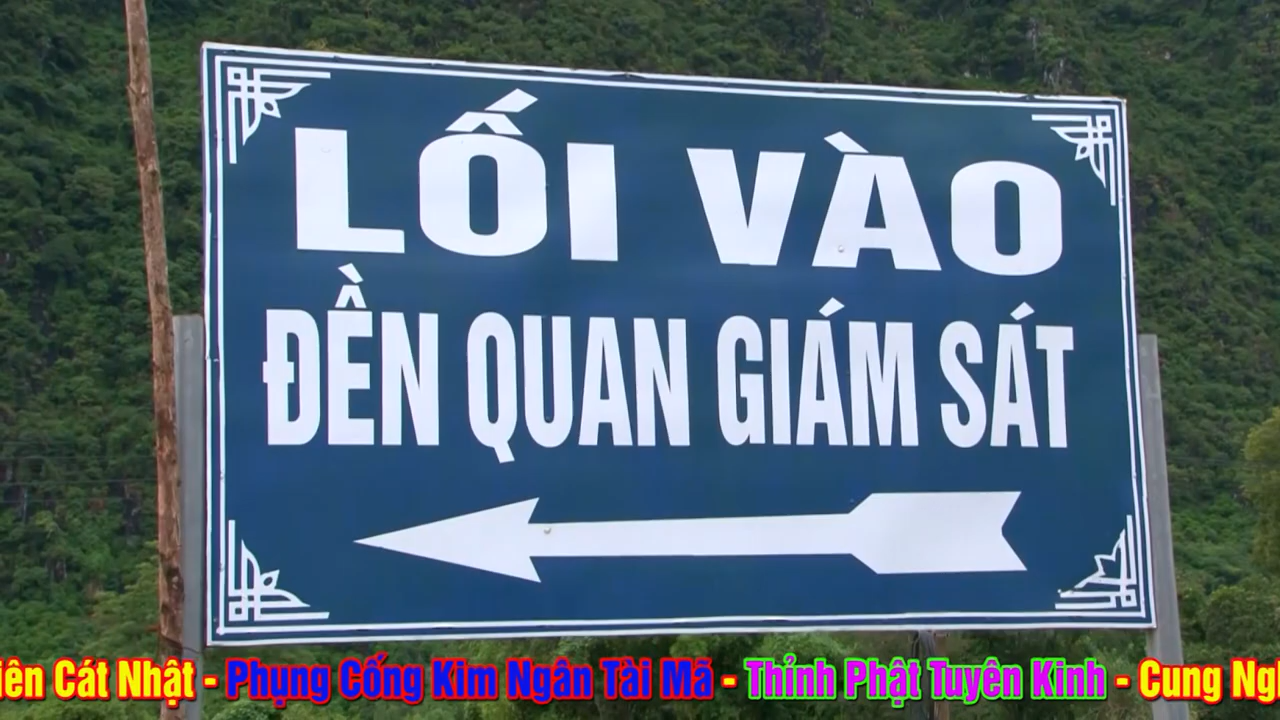 LỐI VÀO
ĐỀN QUAN GIÁM SÁT
Cát Nhật - Phụng Cống Kim Ngân Tài Mã - Thỉnh Phật Tuyên Kinh - Cung